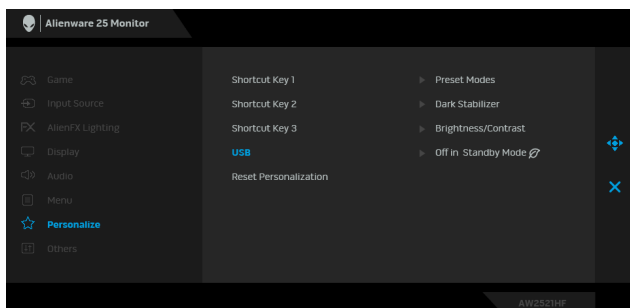 Alienware 25 Monitor
Game
Input Source
AlienFX Lighting
Display
Audio
Menu
Personalize
Others
Shortcut Key 1 Preset Modes
Shortcut Key 2 Dark Stabilizer
Shortcut Key 3 Brightness/Contrast
USB Off in Standby Mode
Reset Personalization
AW2521HF